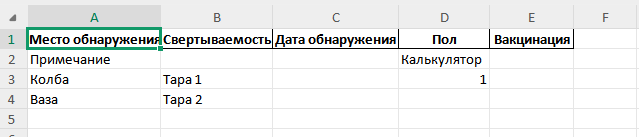 A B C D E F
1 Место обнаружения Свертываемость Дата обнаружения Пол Вакцинация
2 Примечание Калькулятор
3 Колба Тара 1 1
4 Ваза Тара 2
5
6